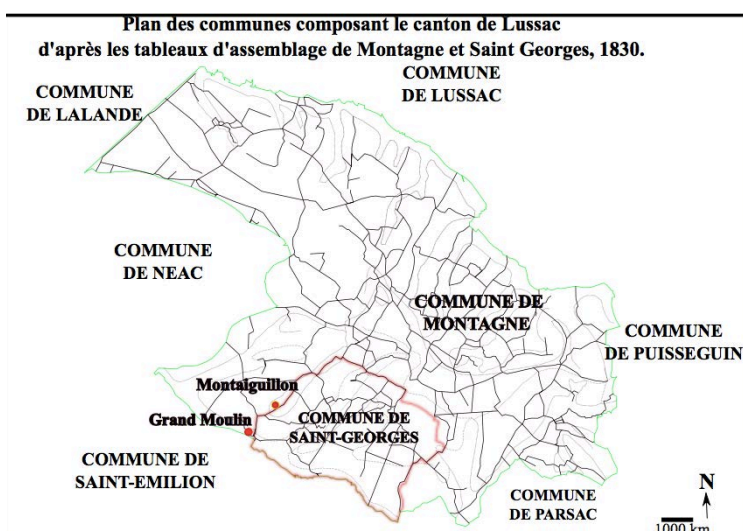 Plan des communes composant le canton de Lussac
d'après les tableaux d'assemblage de Montagne et Saint Georges, 1830.
COMMUNE
DE LALANDE
COMMUNE
DE LUSSAC
COMMUNE
DE NEAC
COMMUNE DE
MONTAGNE
COMMUNE
DE PUISSEGUIN
Montaiguillon
Grand Moulin
COMMUNE DE
SAINT-GEORGES
COMMUNE DE
SAINT-EMILION
COMMUNE
DE PARSAC
N
1000 km